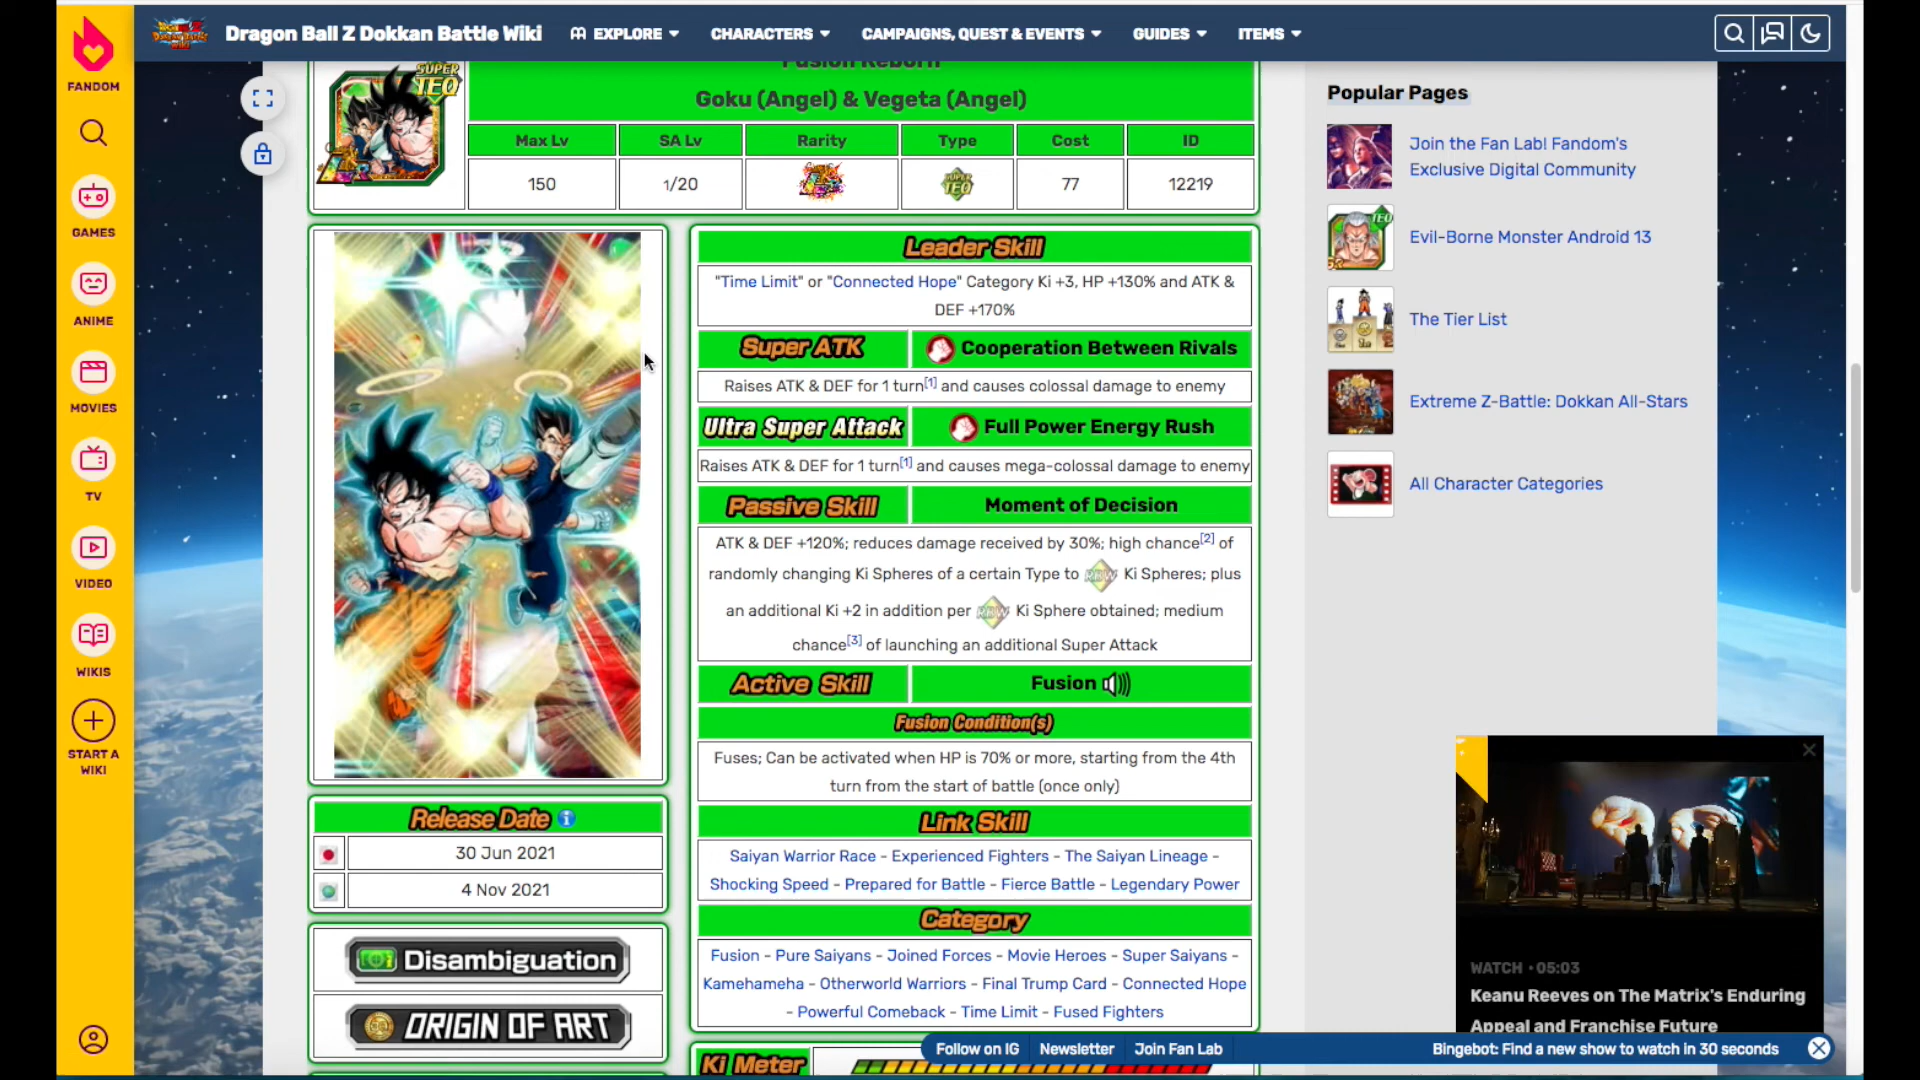 FANDOM
GAMES
ANIME
MOVIES
TV
VIDEO
WIKIS
START A
WIKI
Dragon Ball Z Dokkan Battle Wiki
EXPLORE
CHARACTERS
CAMPAIGNS, QUEST & EVENTS
GUIDES
ITEMS
Fusion Reborn
Goku (Angel) & Vegeta (Angel)
SUPER
TEQ
Max Lv
SA Lv
Rarity
Type
Cost
ID
150
1/20
SUPER
TEQ
77
12219
Leader Skill
"Time Limit" or "Connected Hope" Category Ki +3, HP +130% and ATK &
DEF +170%
Super ATK
Cooperation Between Rivals
Raises ATK & DEF for 1 turn[1] and causes colossal damage to enemy
Ultra Super Attack
Full Power Energy Rush
Raises ATK & DEF for 1 turn[1] and causes mega-colossal damage to enemy
Passive Skill
Moment of Decision
ATK & DEF +120%; reduces damage received by 30%; high chance[2] of
randomly changing Ki Spheres of a certain Type to RBW Ki Spheres; plus
an additional Ki +2 in addition per RBW Ki Sphere obtained; medium
chance[3] of launching an additional Super Attack
Active Skill
Fusion
Fusion Condition(s)
Fuses; Can be activated when HP is 70% or more, starting from the 4th
turn from the start of battle (once only)
Link Skill
Saiyan Warrior Race - Experienced Fighters - The Saiyan Lineage -
Shocking Speed - Prepared for Battle - Fierce Battle - Legendary Power
Category
Fusion - Pure Saiyans - Joined Forces - Movie Heroes - Super Saiyans -
Kamehameha - Otherworld Warriors - Final Trump Card - Connected Hope
- Powerful Comeback - Time Limit - Fused Fighters
Ki Meter
Release Date
30 Jun 2021
4 Nov 2021
Disambiguation
ORIGIN OF ART
Popular Pages
Join the Fan Lab! Fandom's
Exclusive Digital Community
TEQ
SR
Evil-Borne Monster Android 13
The Tier List
Extreme Z-Battle: Dokkan All-Stars
All Character Categories
WATCH • 05:03
Keanu Reeves on The Matrix's Enduring
Appeal and Franchise Future
Follow on IG
Newsletter
Join Fan Lab
Bingebot: Find a new show to watch in 30 seconds